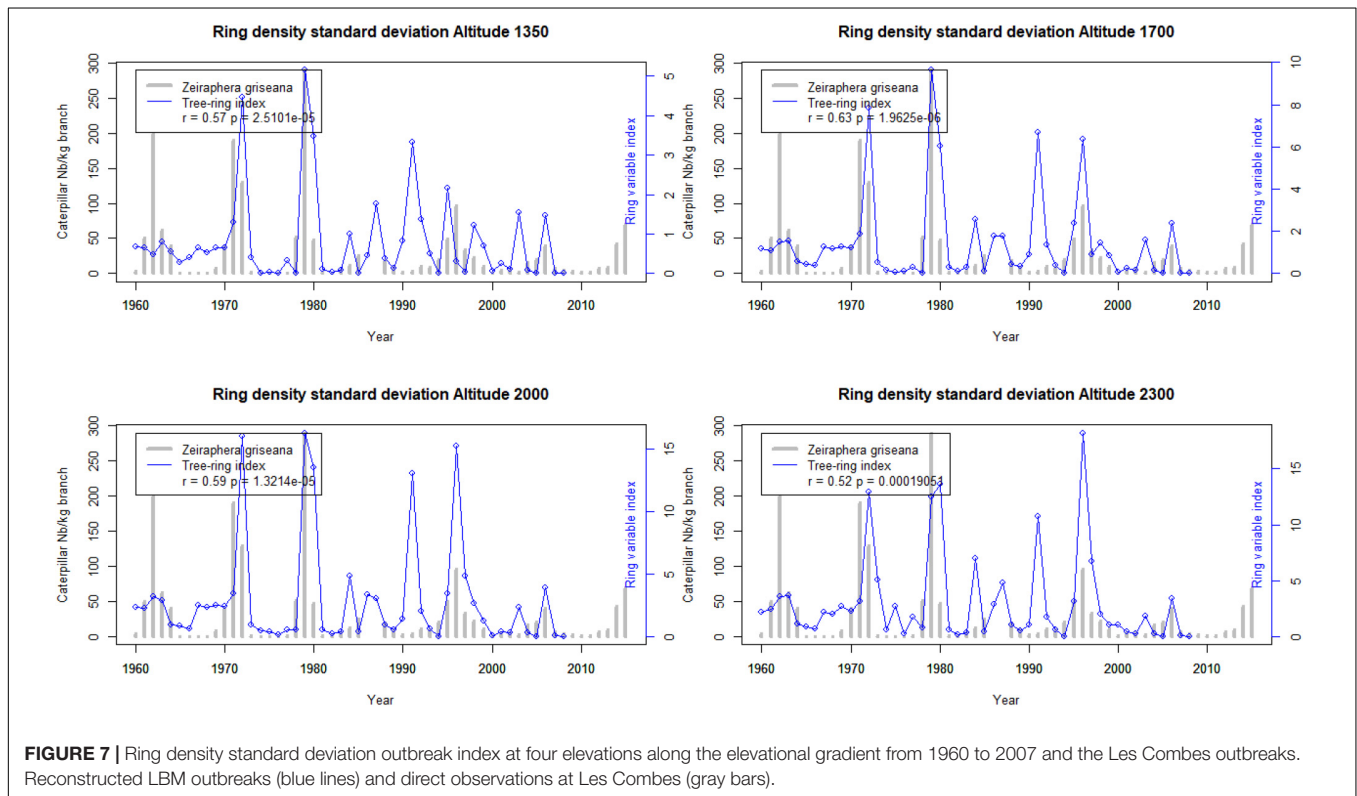 Ring density standard deviation Altitude 1350
300
250
200
150
100
50
0
Caterpillar Nb/kg branch
Zeiraphera griseana
Tree-ring index
r = 0.57 p = 2.5101e-05
5
4
3
2
1
0
Ring variable index
1960 1970 1980 1990 2000 2010
Year
Ring density standard deviation Altitude 1700
300
250
200
150
100
50
0
Caterpillar Nb/kg branch
Zeiraphera griseana
Tree-ring index
r = 0.63 p = 1.9625e-06
10
8
6
4
2
0
Ring variable index
1960 1970 1980 1990 2000 2010
Year
Ring density standard deviation Altitude 2000
300
250
200
150
100
50
0
Caterpillar Nb/kg branch
Zeiraphera griseana
Tree-ring index
r = 0.59 p = 1.3214e-05
15
10
5
0
Ring variable index
1960 1970 1980 1990 2000 2010
Year
Ring density standard deviation Altitude 2300
300
250
200
150
100
50
0
Caterpillar Nb/kg branch
Zeiraphera griseana
Tree-ring index
r = 0.52 p = 0.00019051
15
10
5
0
Ring variable index
1960 1970 1980 1990 2000 2010
Year
FIGURE 7 | Ring density standard deviation outbreak index at four elevations along the elevational gradient from 1960 to 2007 and the Les Combes outbreaks.
Reconstructed LBM outbreaks (blue lines) and direct observations at Les Combes (gray bars).